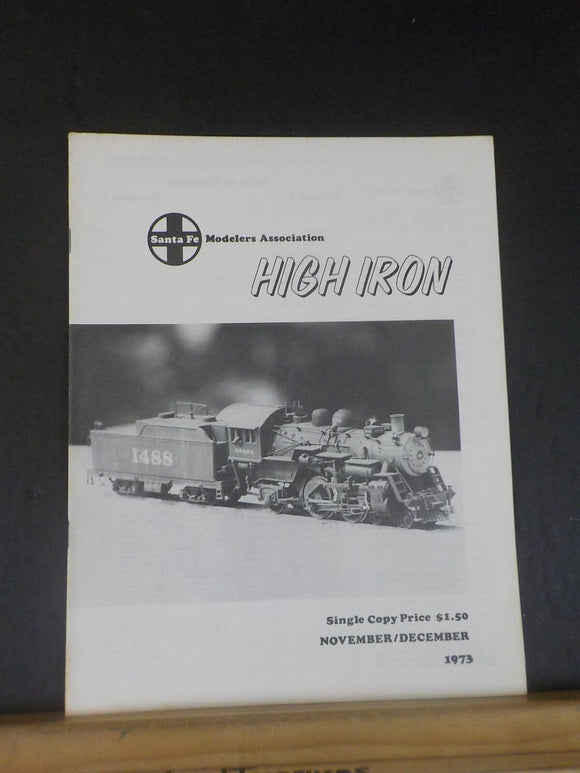 Santa Fe Modelers Association
HIGH IRON
1488
Single Copy Price $1.50
NOVEMBER/DECEMBER
1973